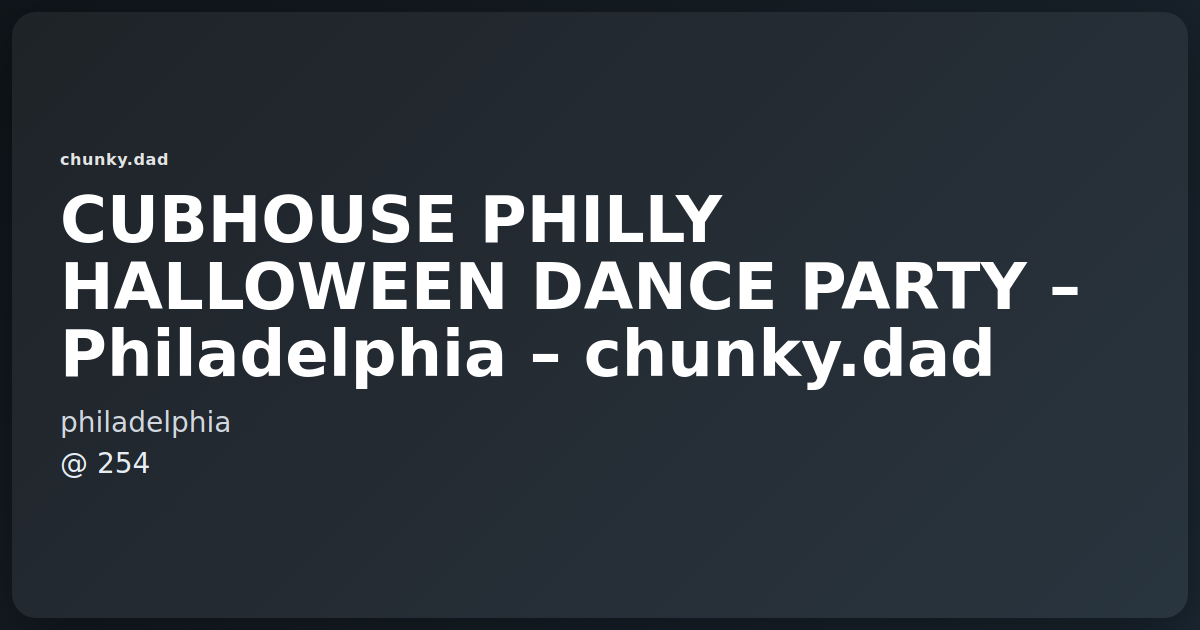 chunky.dad
CUBHOUSE PHILLY
HALLOWEEN DANCE PARTY –
Philadelphia – chunky.dad
philadelphia
@ 254